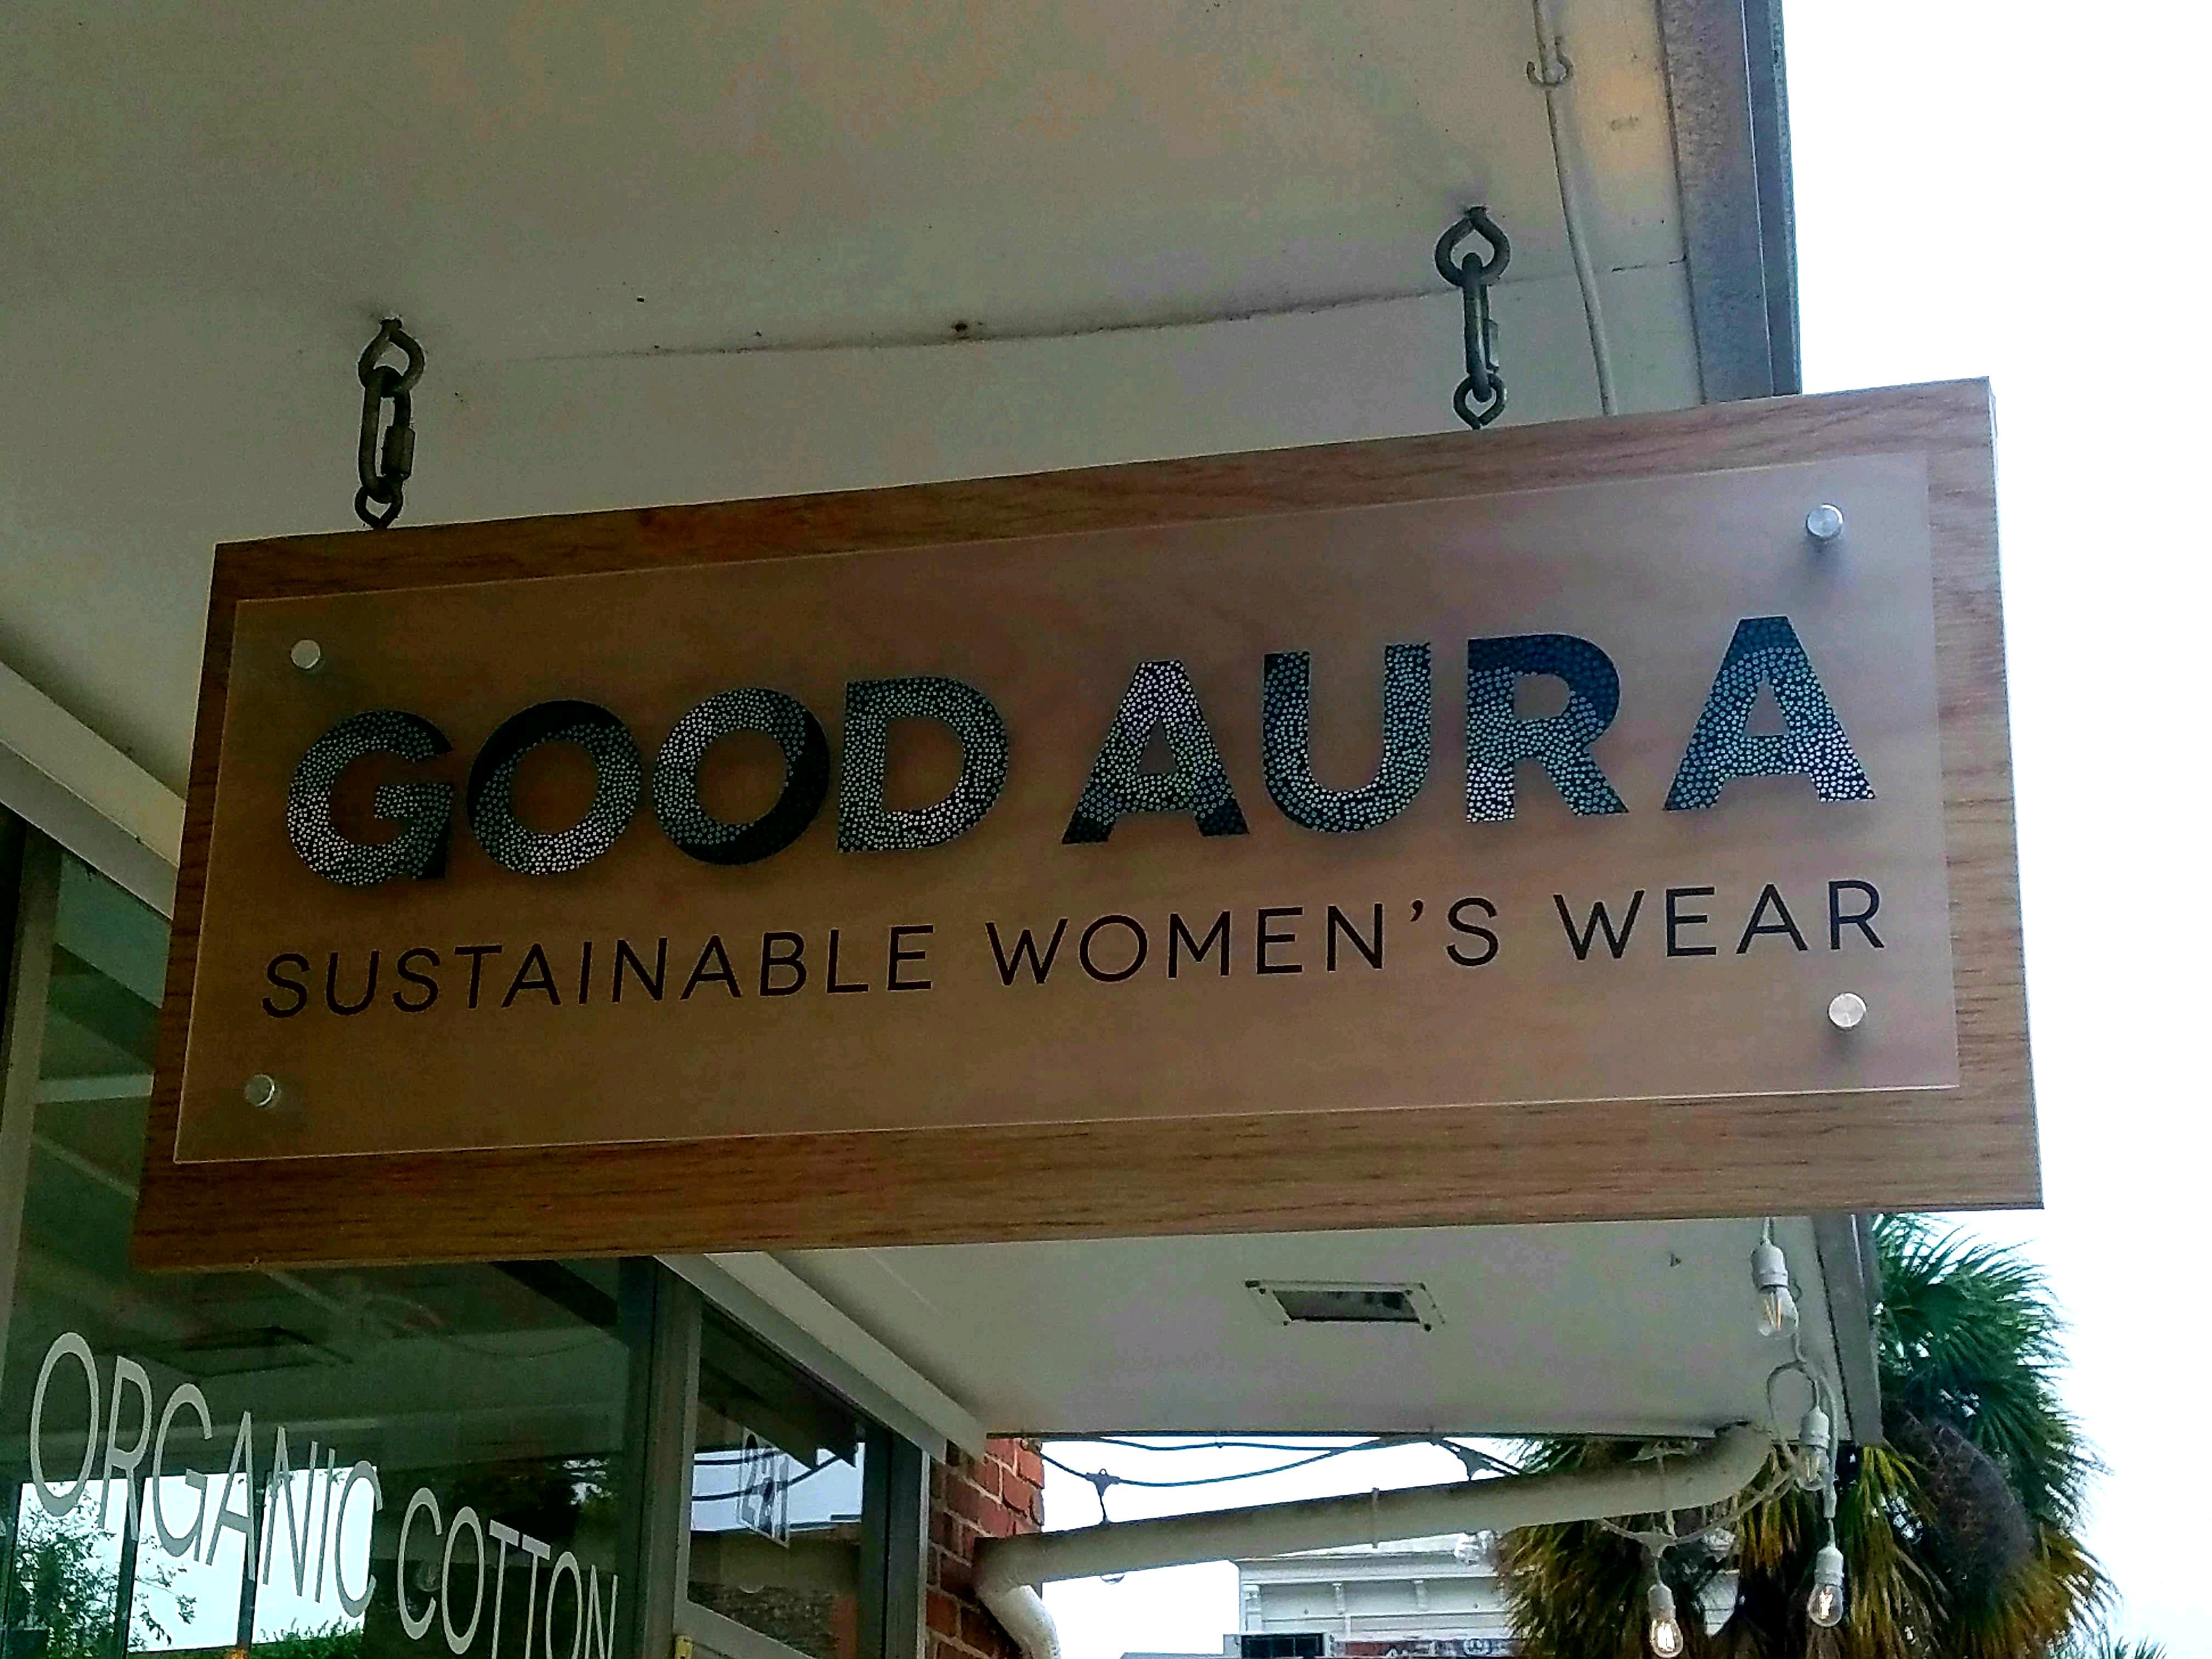 GOOD AURA
SUSTAINABLE WOMEN'S WEAR
ORGANIC COTTON